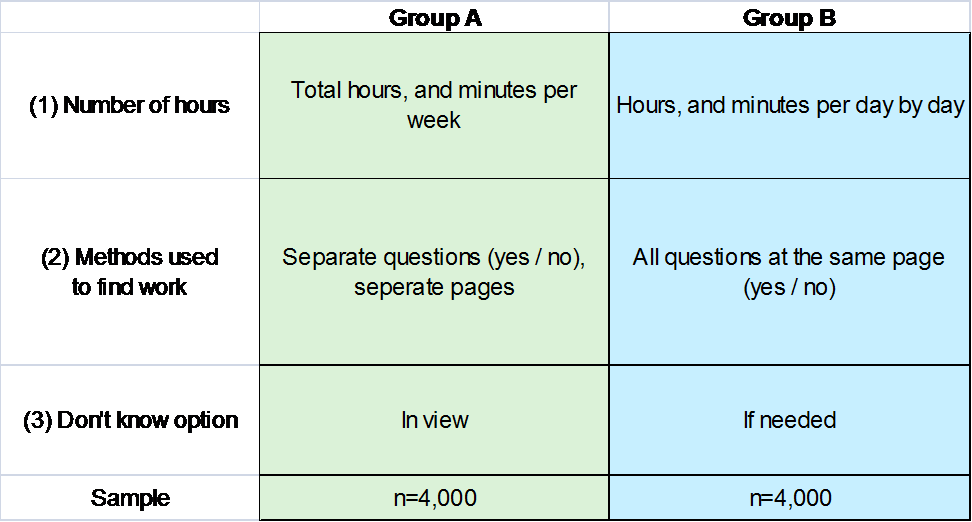 Group A
Group B
(1) Number of hours
Total hours, and minutes per
week
Hours, and minutes per day by day
(2) Methods used
to find work
Separate questions (yes / no),
seperate pages
All questions at the same page
(yes / no)
(3) Don't know option
In view
If needed
Sample
n=4,000
n=4,000